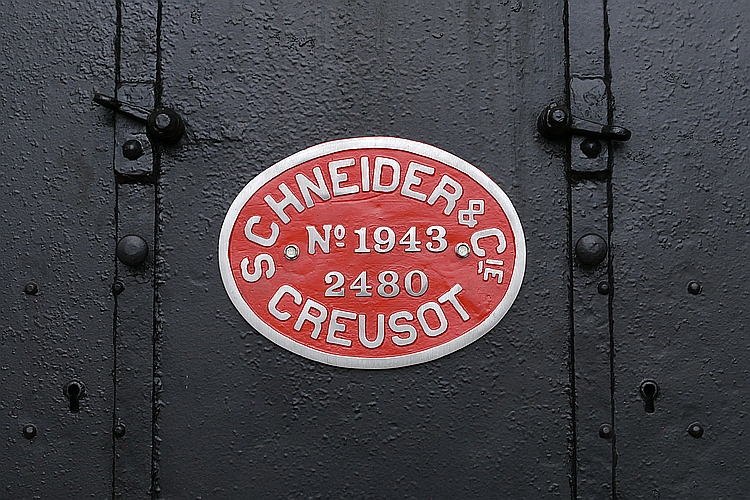 SCHNEIDER & CIE
Nº 1943
2480
CREUSOT